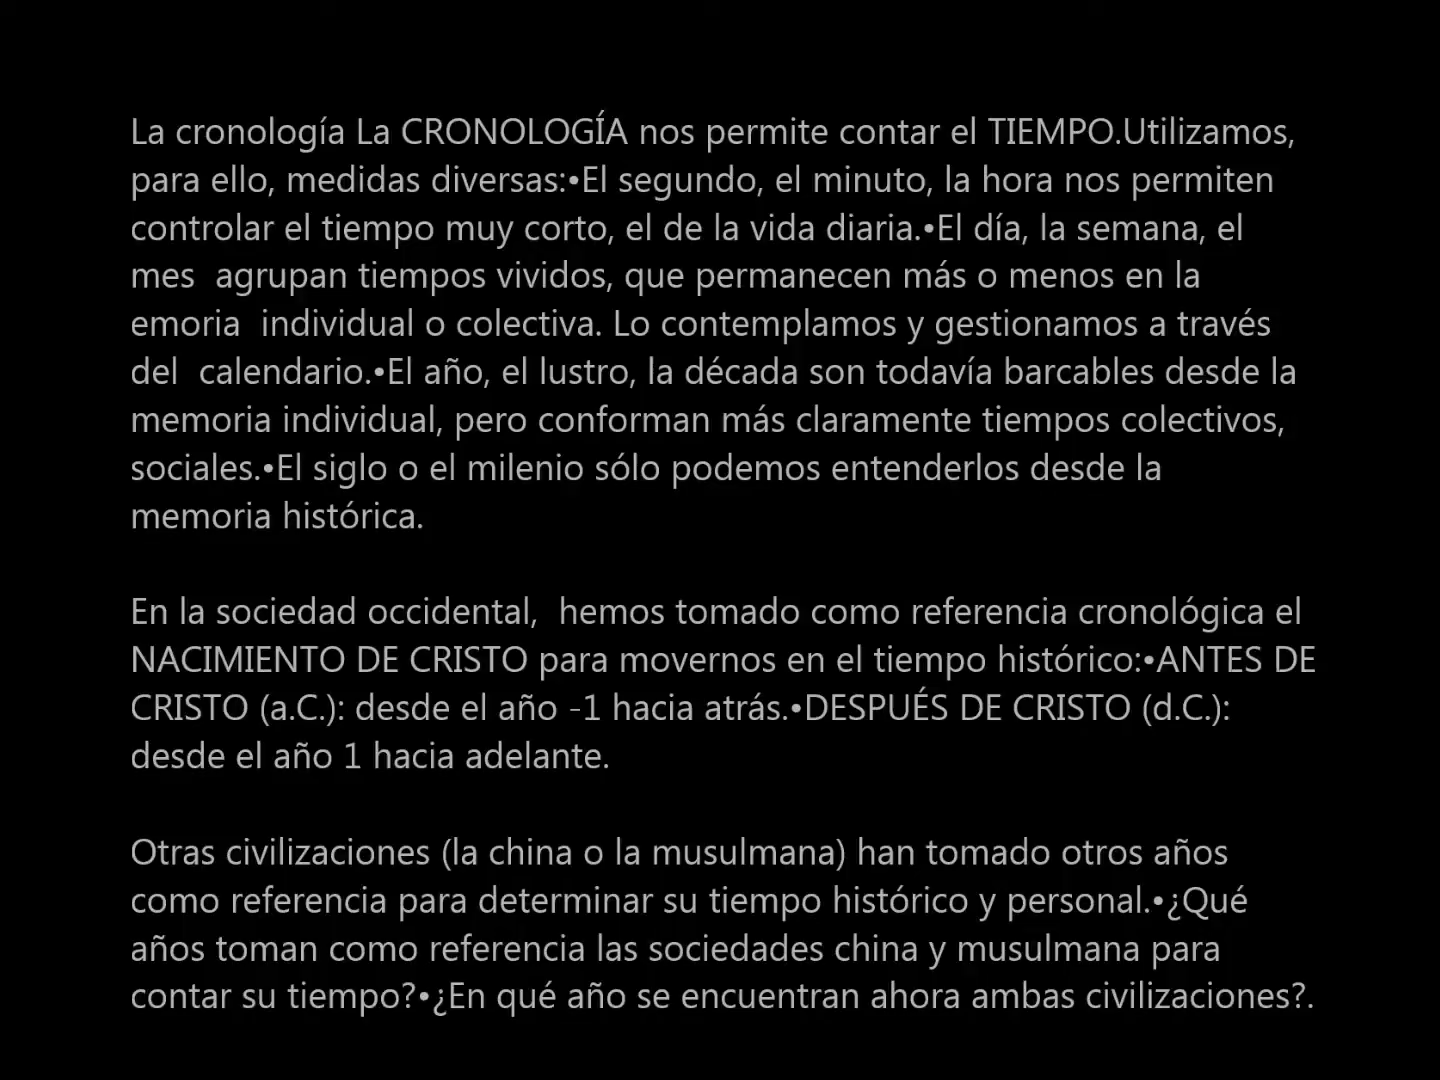 La cronología La CRONOLOGÍA nos permite contar el TIEMPO.Utilizamos,
para ello, medidas diversas:•El segundo, el minuto, la hora nos permiten
controlar el tiempo muy corto, el de la vida diaria.•El día, la semana, el
mes  agrupan tiempos vividos, que permanecen más o menos en la
emoria  individual o colectiva. Lo contemplamos y gestionamos a través
del  calendario.•El año, el lustro, la década son todavía barcables desde la
memoria individual, pero conforman más claramente tiempos colectivos,
sociales.•El siglo o el milenio sólo podemos entenderlos desde la
memoria histórica.
En la sociedad occidental,  hemos tomado como referencia cronológica el
NACIMIENTO DE CRISTO para movernos en el tiempo histórico:•ANTES DE
CRISTO (a.C.): desde el año -1 hacia atrás.•DESPUÉS DE CRISTO (d.C.):
desde el año 1 hacia adelante.
Otras civilizaciones (la china o la musulmana) han tomado otros años
como referencia para determinar su tiempo histórico y personal.•¿Qué
años toman como referencia las sociedades china y musulmana para
contar su tiempo?•¿En qué año se encuentran ahora ambas civilizaciones?.